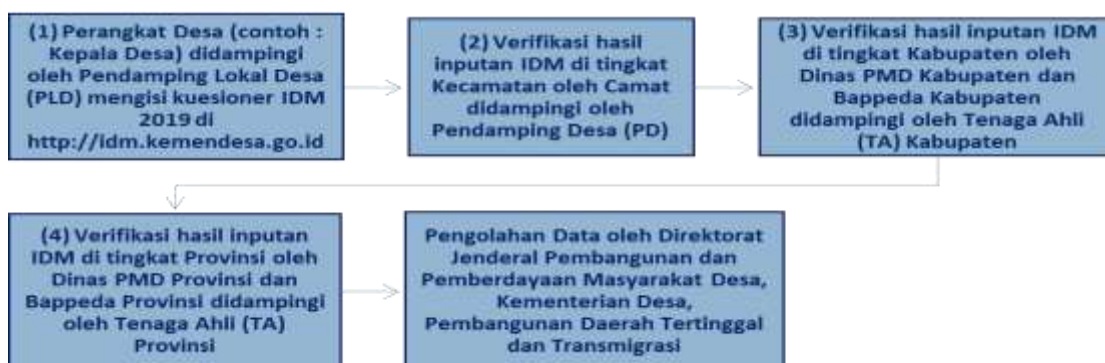 (1) Perangkat Desa (contoh :
Kepala Desa) didampingi
oleh Pendamping Lokal Desa
(PLD) mengisi kuesioner IDM
2019 di
http://idm.kemendesa.go.id
(2) Verifikasi hasil
inputan IDM di tingkat
Kecamatan oleh Camat
didampingi oleh
Pendamping Desa (PD)
(3) Verifikasi hasil inputan IDM
di tingkat Kabupaten oleh
Dinas PMD Kabupaten dan
Bappeda Kabupaten
didampingi oleh Tenaga Ahli
(TA) Kabupaten
(4) Verifikasi hasil inputan
IDM di tingkat Provinsi oleh
Dinas PMD Provinsi dan
Bappeda Provinsi didampingi
oleh Tenaga Ahli (TA)
Provinsi
Pengolahan Data oleh Direktorat
Jenderal Pembangunan dan
Pemberdayaan Masyarakat Desa,
Kementerian Desa,
Pembangunan Daerah Tertinggal
dan Transmigrasi